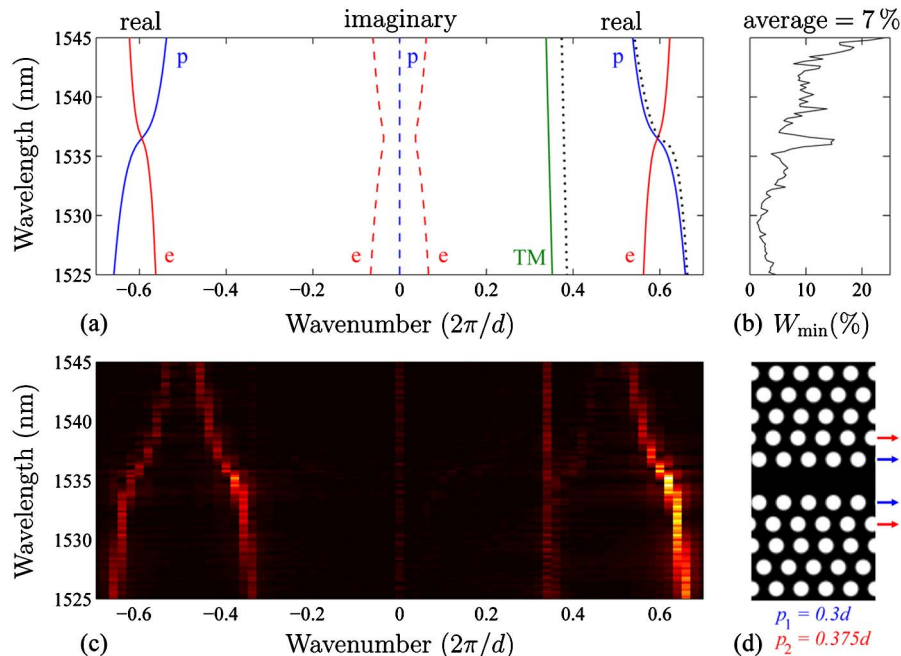 real
imaginary
real
average = 7 %
1545
1540
1535
1530
1525
Wavelength (nm)
p
e
p
e
e
TM
p
e
−0.6
−0.4
−0.2
0
0.2
0.4
0.6
0
10
20
(a)
Wavenumber (2π/d)
(b)
Wmin(%)
1545
1540
1535
1530
1525
Wavelength (nm)
−0.6
−0.4
−0.2
0
0.2
0.4
0.6
(c)
Wavenumber (2π/d)
(d)
p1 = 0.3d
p2 = 0.375d